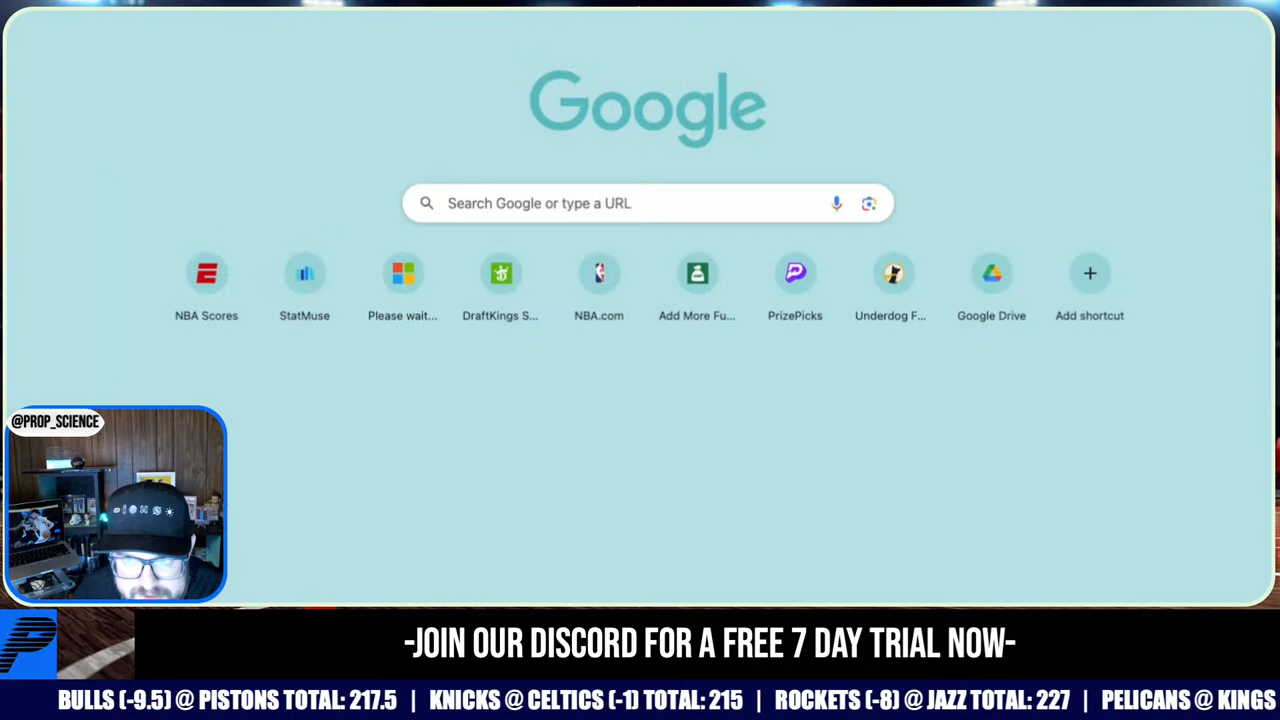 Google
Search Google or type a URL
NBA Scores
StatMuse
Please wait...
DraftKings S...
NBA.com
Add More Fu...
PrizePicks
Underdog F...
Google Drive
Add shortcut
@PROP_SCIENCE
-JOIN OUR DISCORD FOR A FREE 7 DAY TRIAL NOW-
BULLS (-9.5) @ PISTONS TOTAL: 217.5 | KNICKS @ CELTICS (-1) TOTAL: 215 | ROCKETS (-8) @ JAZZ TOTAL: 227 | PELICANS @ KINGS